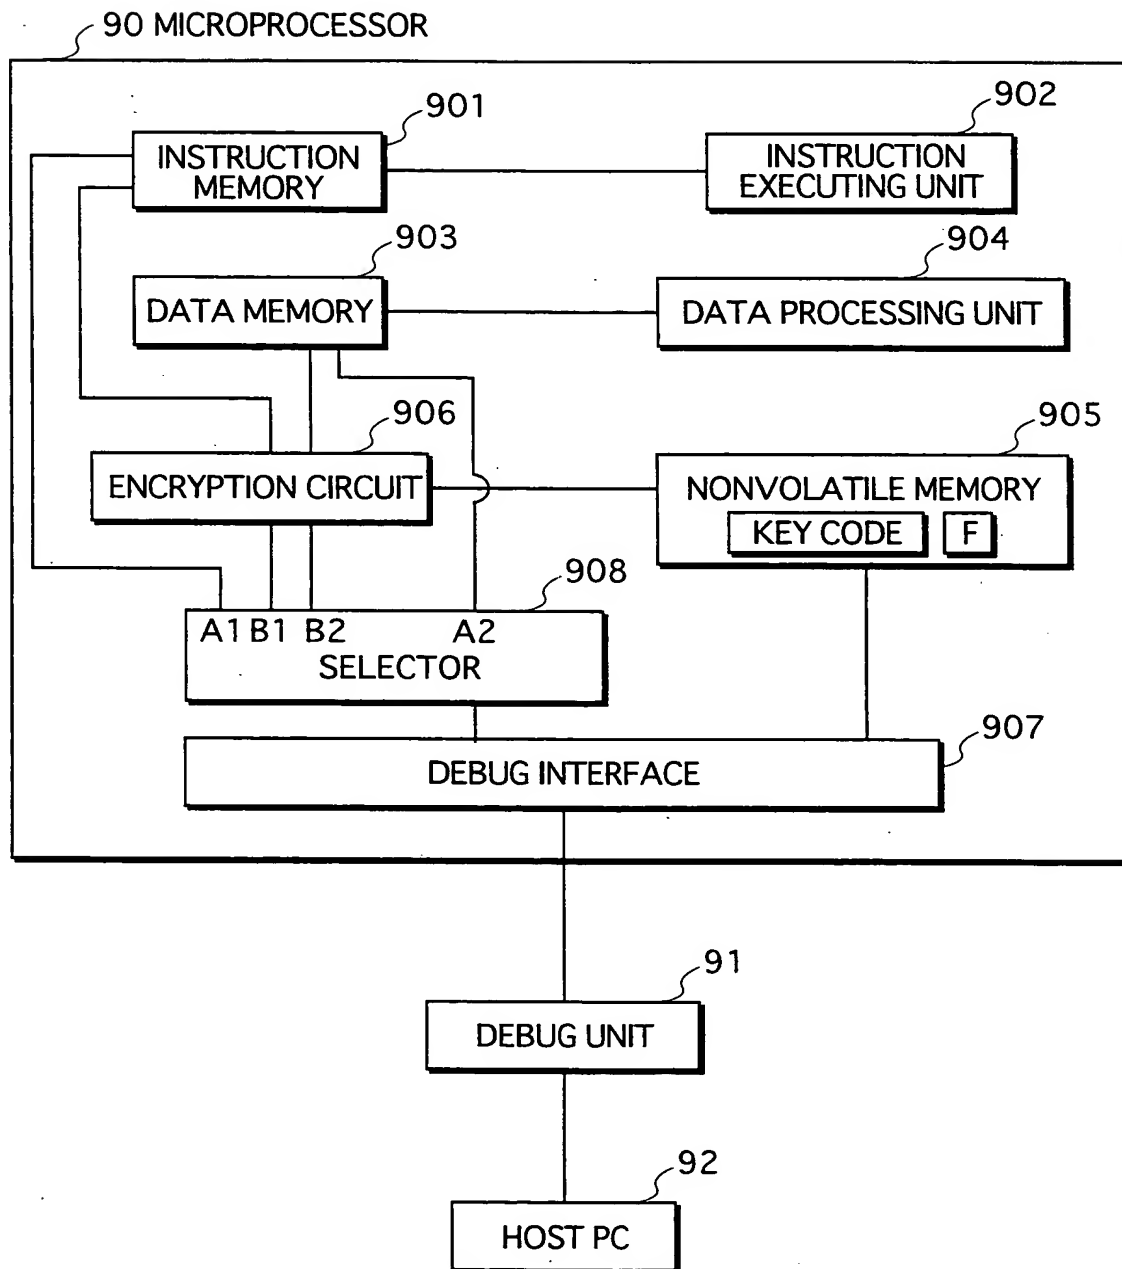 90 MICROPROCESSOR
901
902
INSTRUCTION
MEMORY
INSTRUCTION
EXECUTING UNIT
903
904
DATA MEMORY
DATA PROCESSING UNIT
906
905
ENCRYPTION CIRCUIT
NONVOLATILE MEMORY
KEY CODE
F
908
A1 B1 B2 A2
SELECTOR
907
DEBUG INTERFACE
91
DEBUG UNIT
92
HOST PC